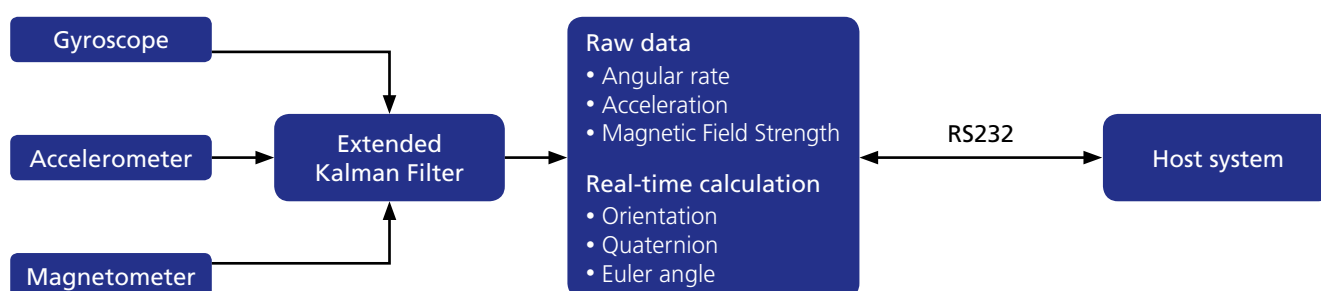 Gyroscope
Accelerometer
Magnetometer
Extended
Kalman Filter
Raw data
• Angular rate
• Acceleration
• Magnetic Field Strength
Real-time calculation
• Orientation
• Quaternion
• Euler angle
RS232
Host system